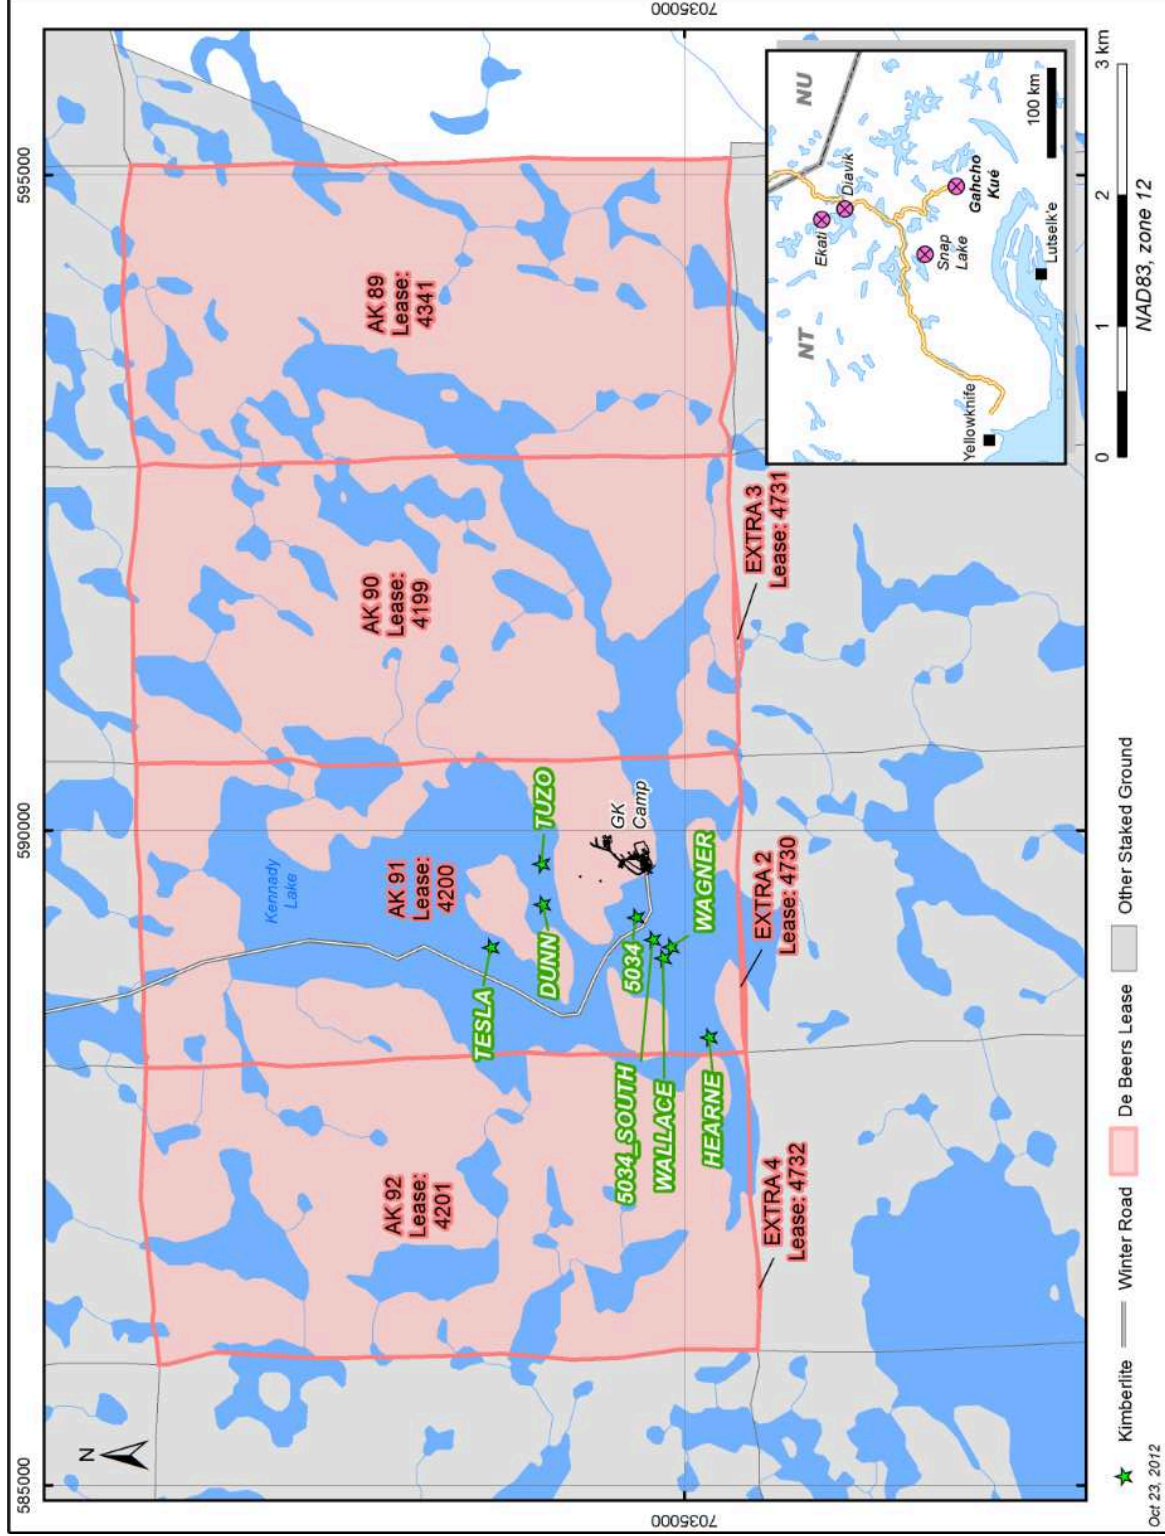 585000
590000
595000
N
Kennady
Lake
AK 92
Lease:
4201
AK 91
Lease:
4200
AK 90
Lease:
4199
AK 89
Lease:
4341
TESLA
DUNN
TUZO
GK
Camp
5034
5034_SOUTH
WALLACE
WAGNER
HEARNE
7035000
7035000
EXTRA 4
Lease: 4732
EXTRA 2
Lease: 4730
EXTRA 3
Lease: 4731
NT
NU
Ekati
Diavik
Snap
Lake
Gahcho
Kué
Yellowknife
Lutselk'e
100 km
Kimberlite
Winter Road
De Beers Lease
Other Staked Ground
0
1
2
3 km
NAD83, zone 12
Oct 23, 2012